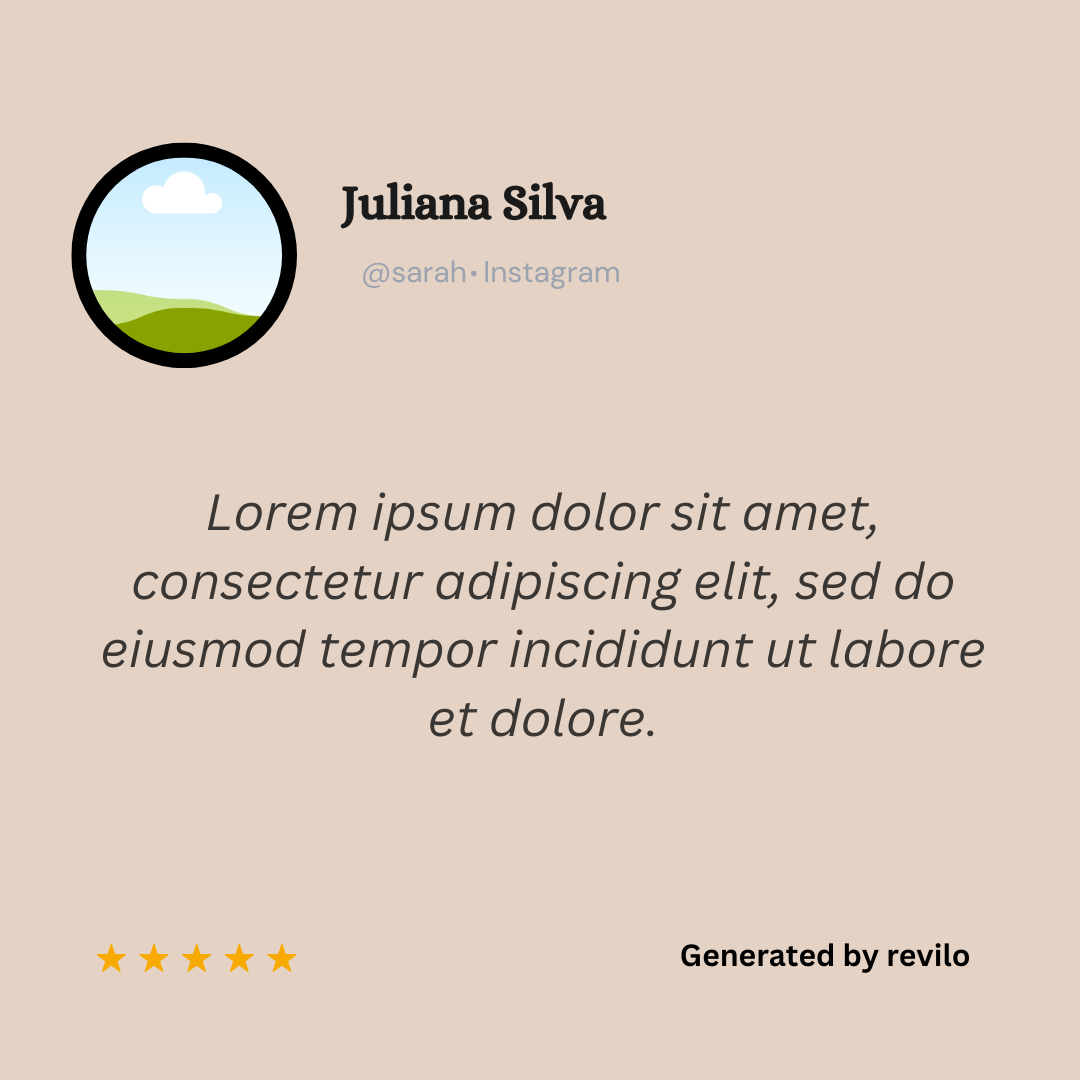 Juliana Silva
@sarah • Instagram
Lorem ipsum dolor sit amet,
consectetur adipiscing elit, sed do
eiusmod tempor incididunt ut labore
et dolore.
Generated by revilo